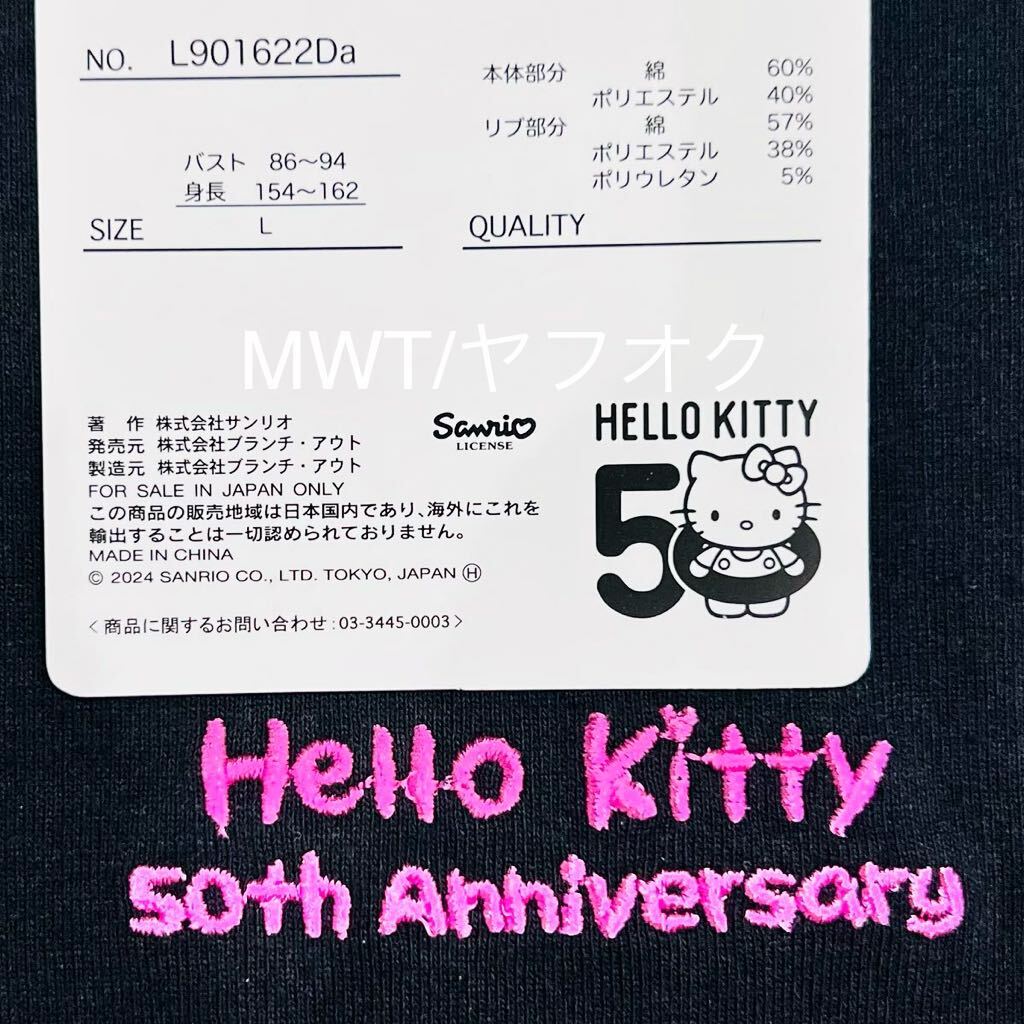 NO. L901622Da
バスト 86〜94
身長 154〜162
SIZE L
本体部分 綿 60%
ポリエステル 40%
リブ部分 綿 57%
ポリエステル 38%
ポリウレタン 5%
QUALITY
MWT/ヤフオク
著 作 株式会社サンリオ
発売元 株式会社ブランチ・アウト
製造元 株式会社ブランチ・アウト
FOR SALE IN JAPAN ONLY
この商品の販売地域は日本国内であり、海外にこれを
輸出することは一切認められておりません。
MADE IN CHINA
© 2024 SANRIO CO., LTD. TOKYO, JAPAN Ⓗ
<商品に関するお問い合わせ:03-3445-0003>
Sanrio
LICENSE
HELLO KITTY
50
Hello Kitty
50th Anniversary